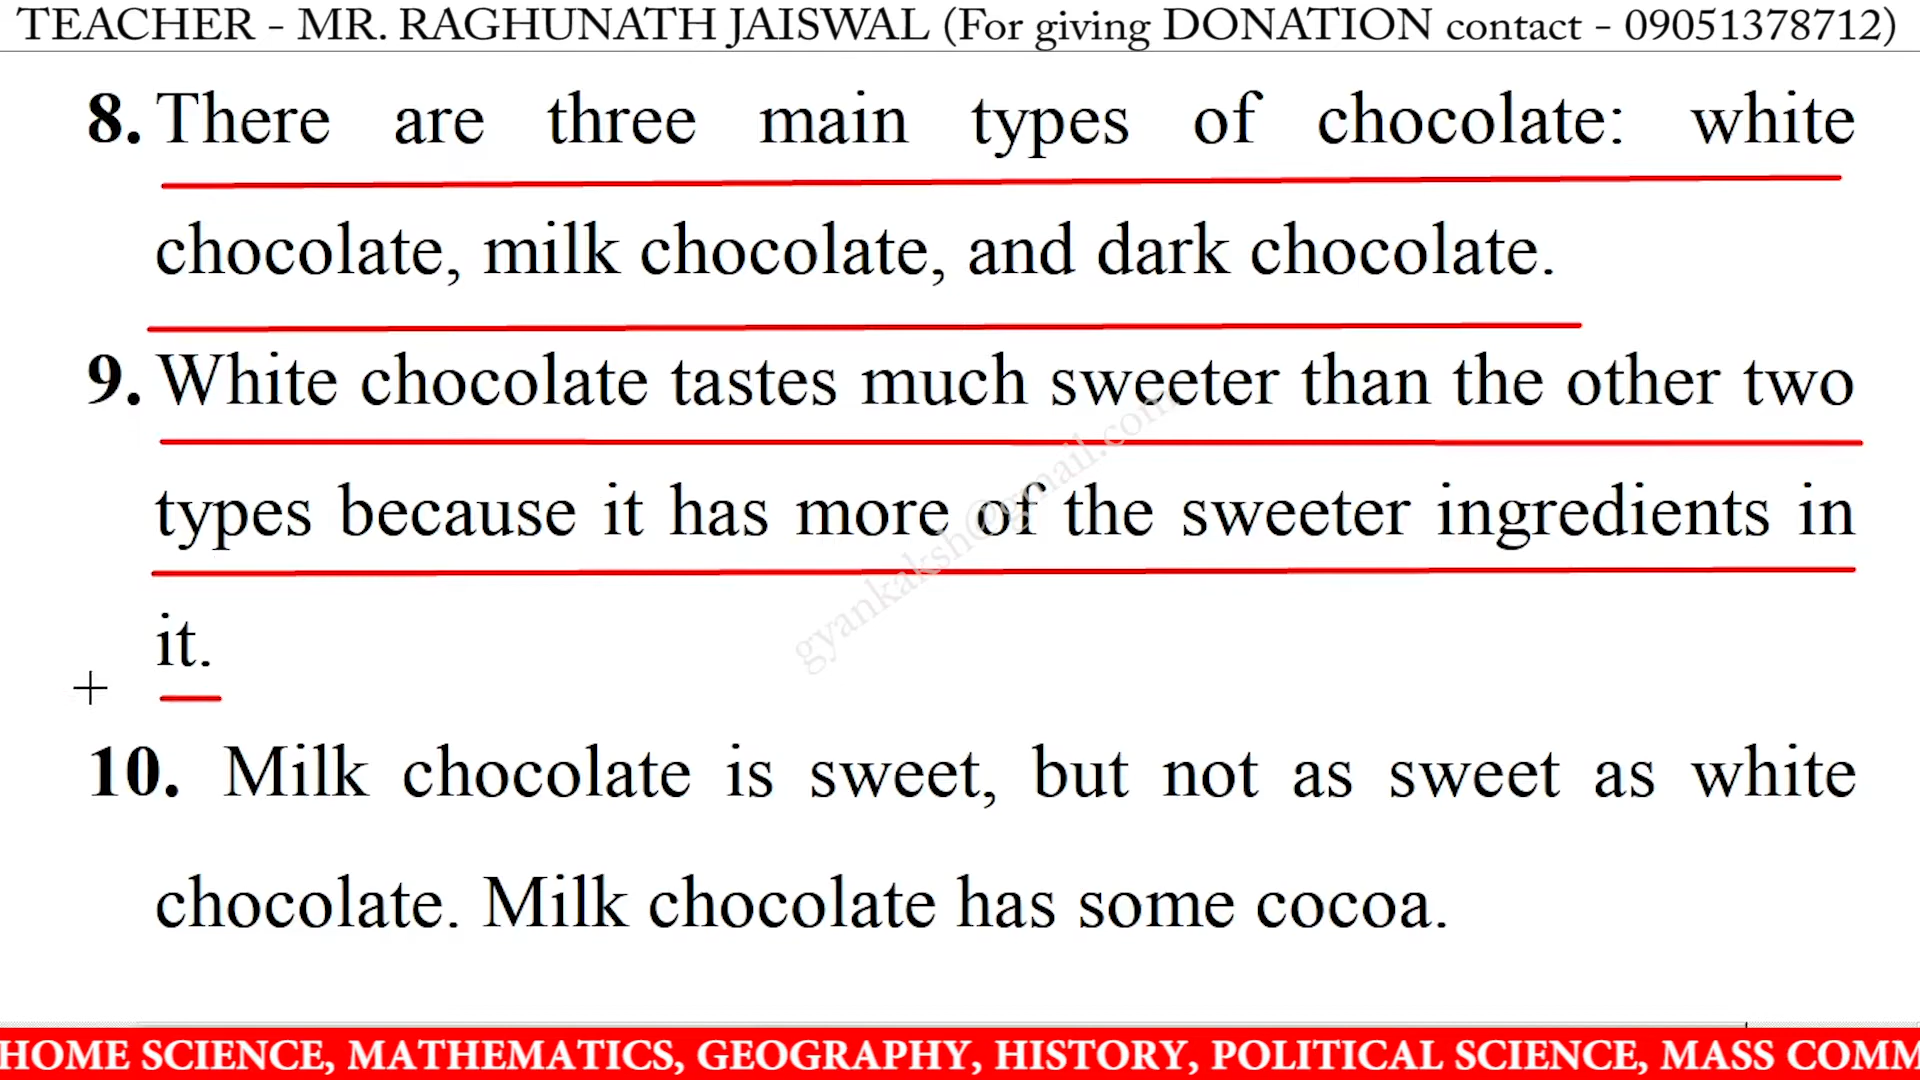 TEACHER - MR. RAGHUNATH JAISWAL (For giving DONATION contact - 09051378712)
8. There are three main types of chocolate: white
chocolate, milk chocolate, and dark chocolate.
9. White chocolate tastes much sweeter than the other two
types because it has more of the sweeter ingredients in
it.
gyankaksh@gmail.com
10. Milk chocolate is sweet, but not as sweet as white
chocolate. Milk chocolate has some cocoa.
HOME SCIENCE, MATHEMATICS, GEOGRAPHY, HISTORY, POLITICAL SCIENCE, MASS COMM